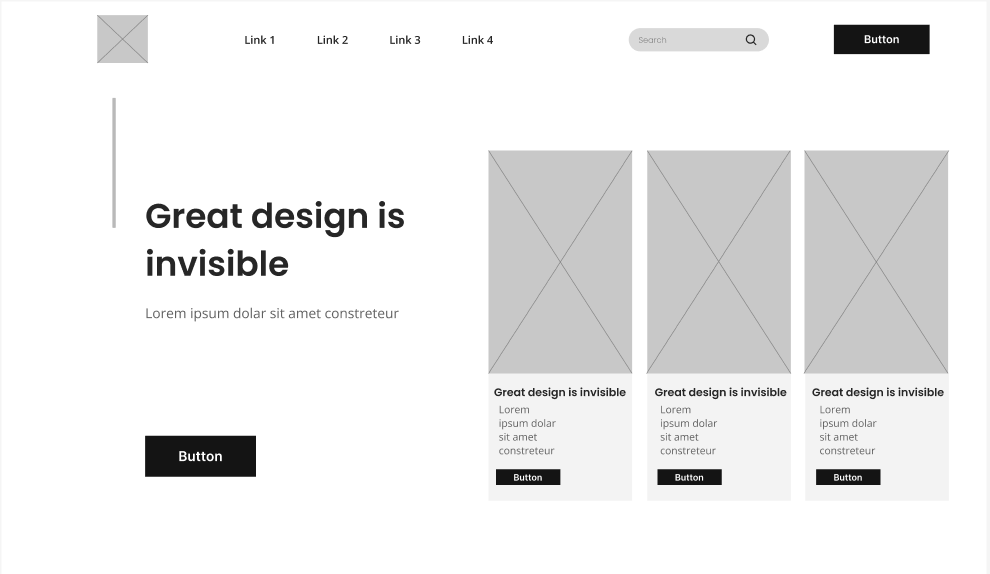 Link 1
Link 2
Link 3
Link 4
Search
Button
Great design is
invisible
Lorem ipsum dolar sit amet constreteur
Button
Great design is invisible
Lorem
ipsum dolar
sit amet
constreteur
Button
Great design is invisible
Lorem
ipsum dolar
sit amet
constreteur
Button
Great design is invisible
Lorem
ipsum dolar
sit amet
constreteur
Button